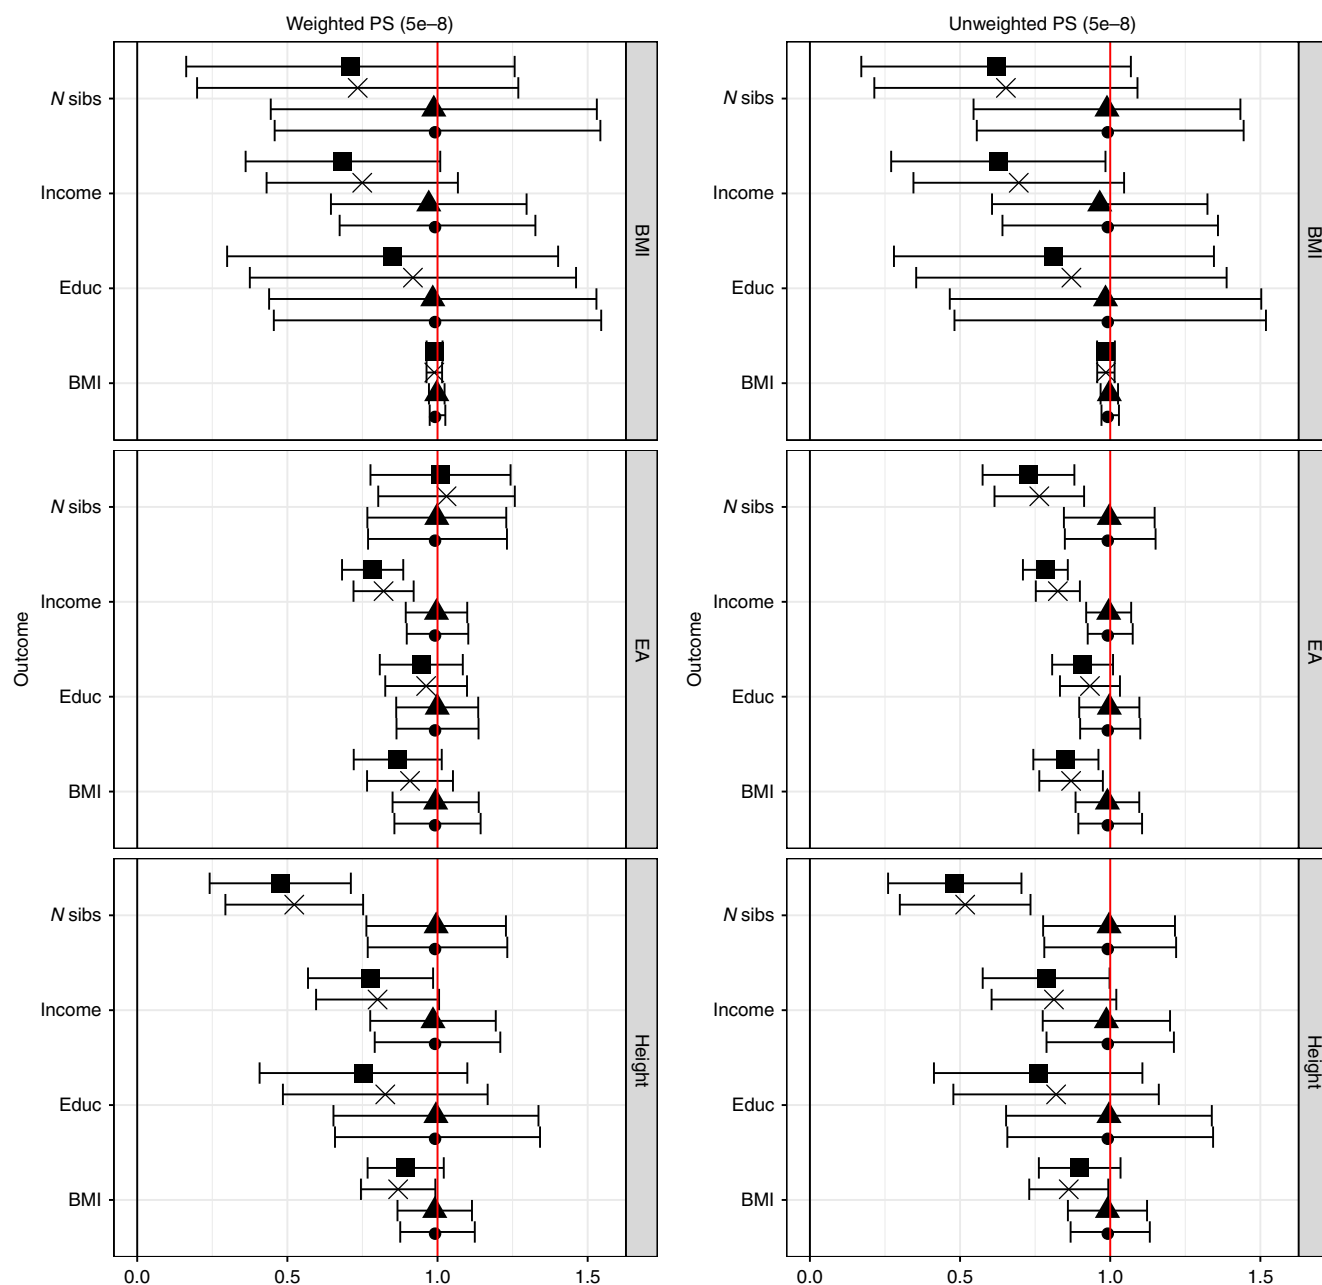 Weighted PS (5e–8)
N sibs
Income
Educ
BMI
BMI
N sibs
Income
Educ
BMI
EA
N sibs
Income
Educ
BMI
Height
Outcome
0.0 0.5 1.0 1.5
Unweighted PS (5e–8)
N sibs
Income
Educ
BMI
BMI
N sibs
Income
Educ
BMI
EA
N sibs
Income
Educ
BMI
Height
Outcome
0.0 0.5 1.0 1.5